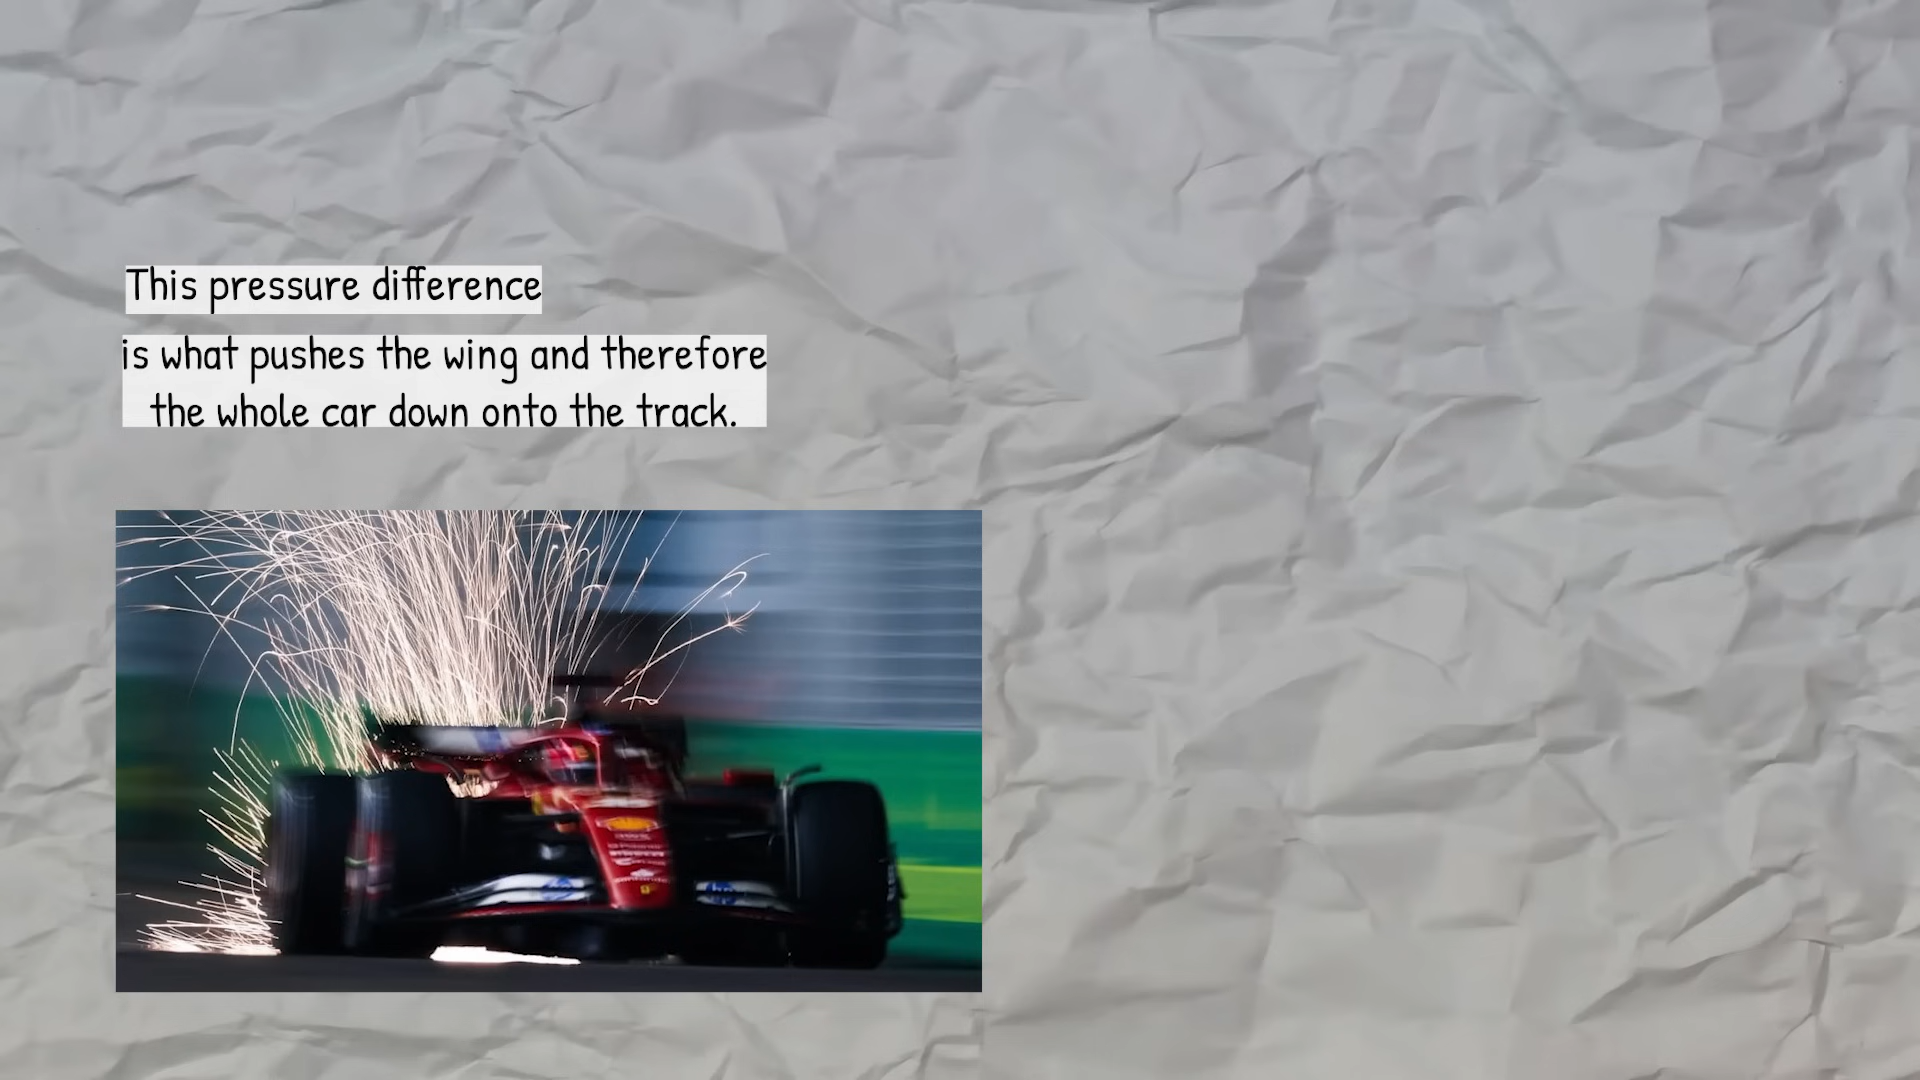 This pressure difference
is what pushes the wing and therefore
the whole car down onto the track.